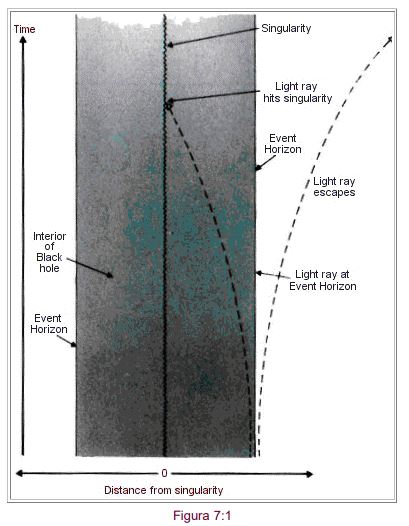 Time
Singularity
Light ray
hits singularity
Event
Horizon
Light ray
escapes
Interior
of
Black
hole
Light ray at
Event Horizon
Event
Horizon
0
Distance from singularity
Figura 7:1